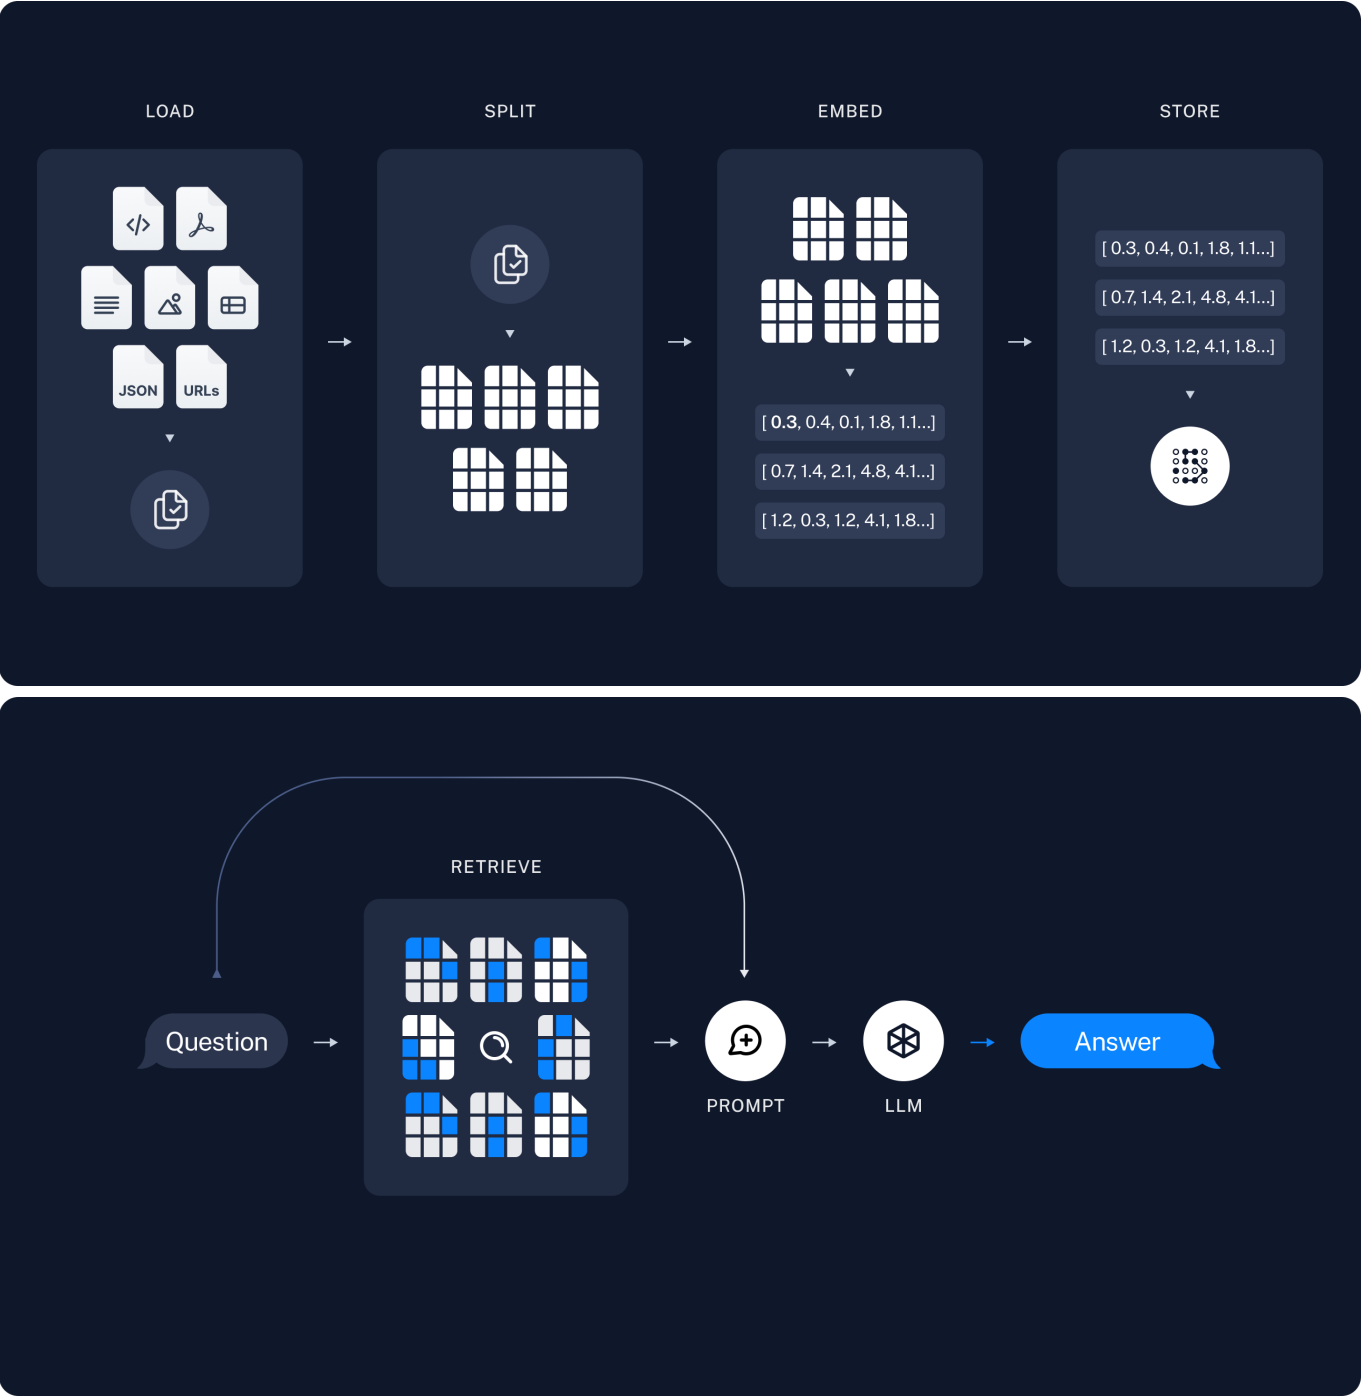 LOAD
SPLIT
EMBED
STORE
JSON
URLs
[ 0.3, 0.4, 0.1, 1.8, 1.1...]
[ 0.7, 1.4, 2.1, 4.8, 4.1...]
[ 1.2, 0.3, 1.2, 4.1, 1.8...]
[ 0.3, 0.4, 0.1, 1.8, 1.1...]
[ 0.7, 1.4, 2.1, 4.8, 4.1...]
[ 1.2, 0.3, 1.2, 4.1, 1.8...]
RETRIEVE
Question
Answer
PROMPT
LLM